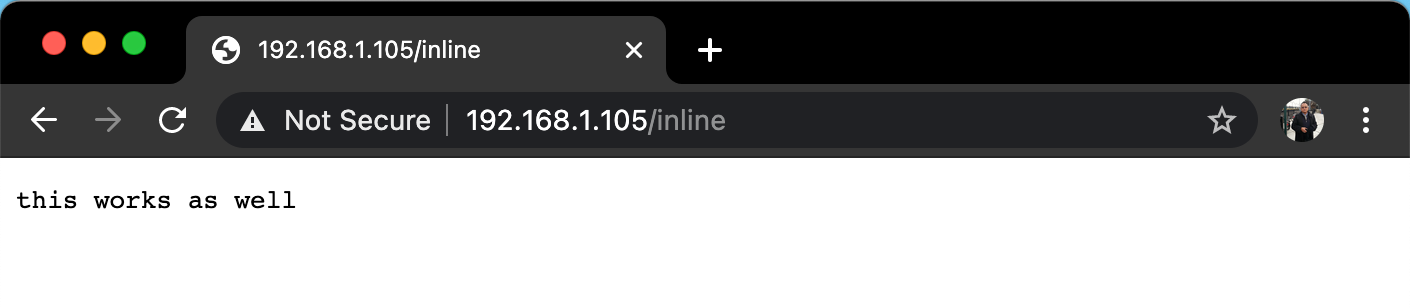 192.168.1.105/inline
Not Secure 192.168.1.105/inline
this works as well